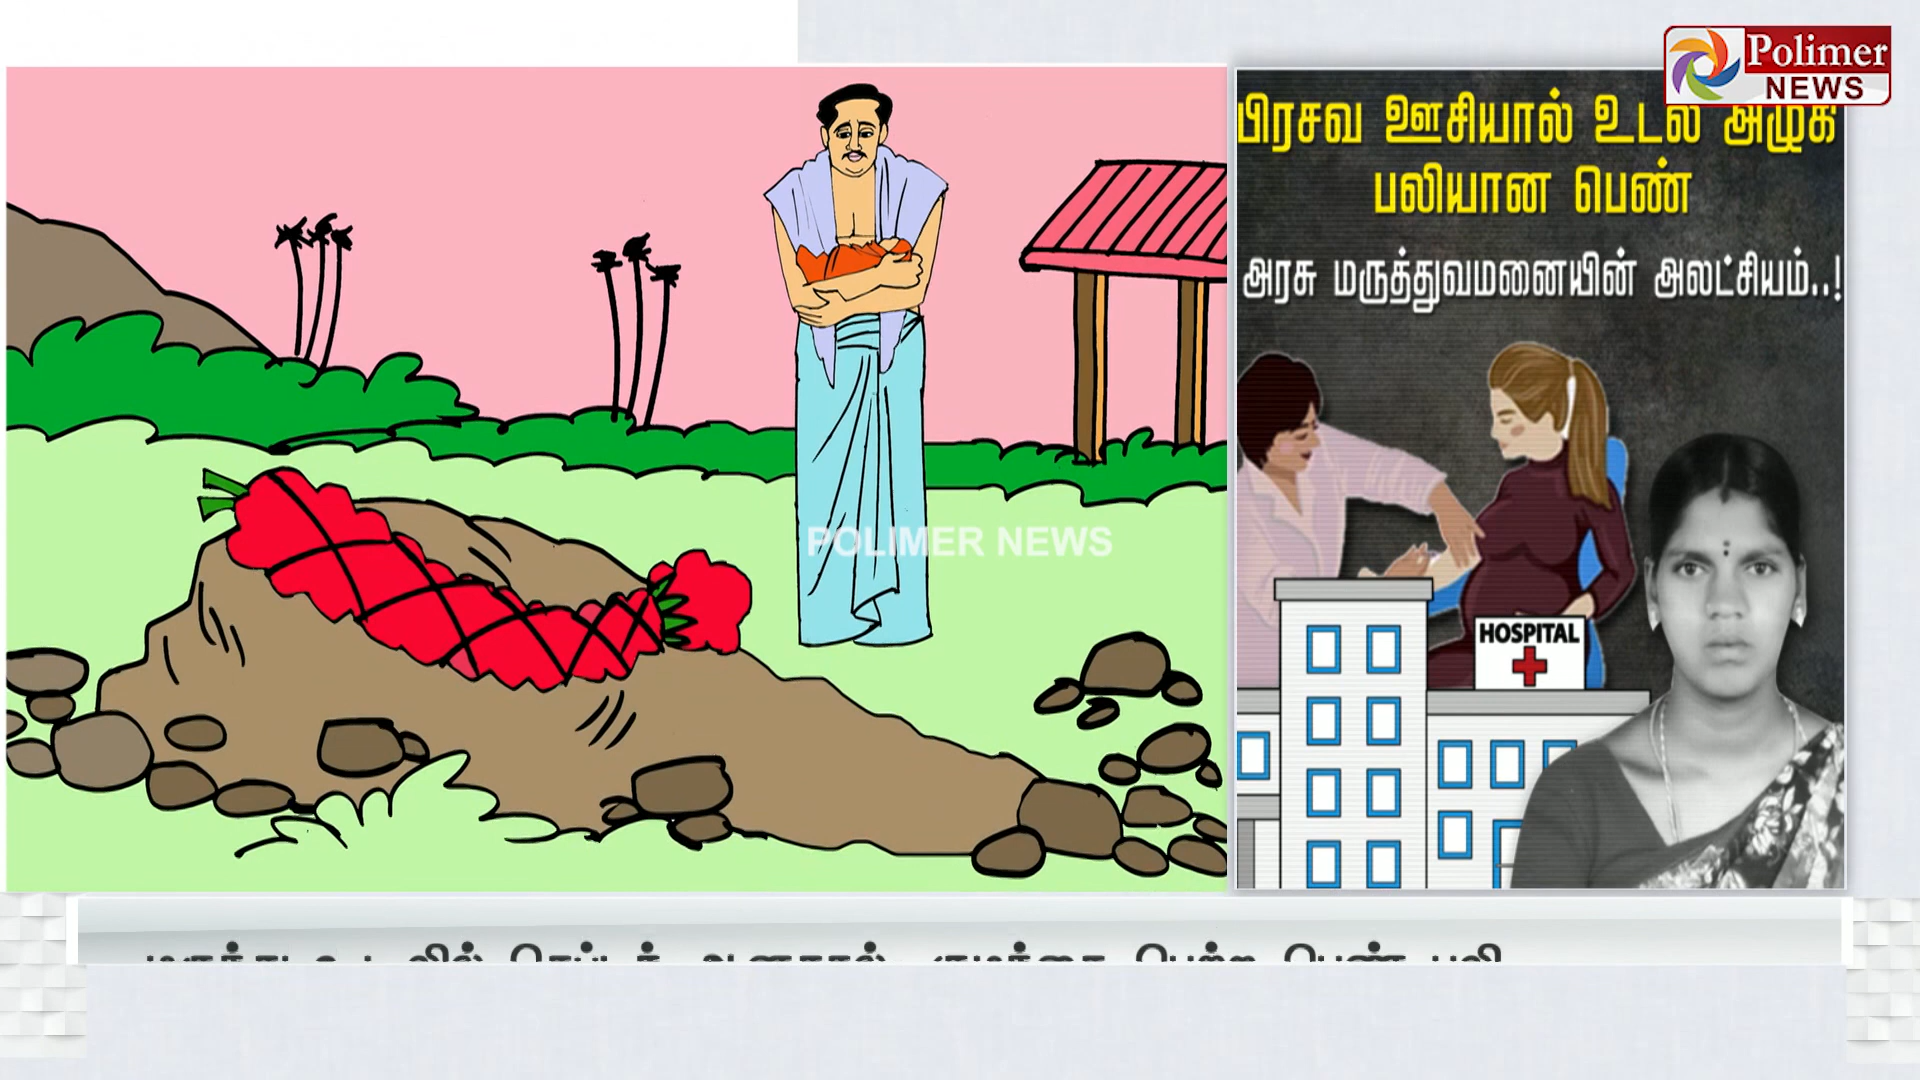 Polimer
NEWS
பிரசவ ஊசியால் உடல் அழுகி
பலியான பெண்
அரசு மருத்துவமனையின் அலட்சியம்..!
POLIMER NEWS
HOSPITAL